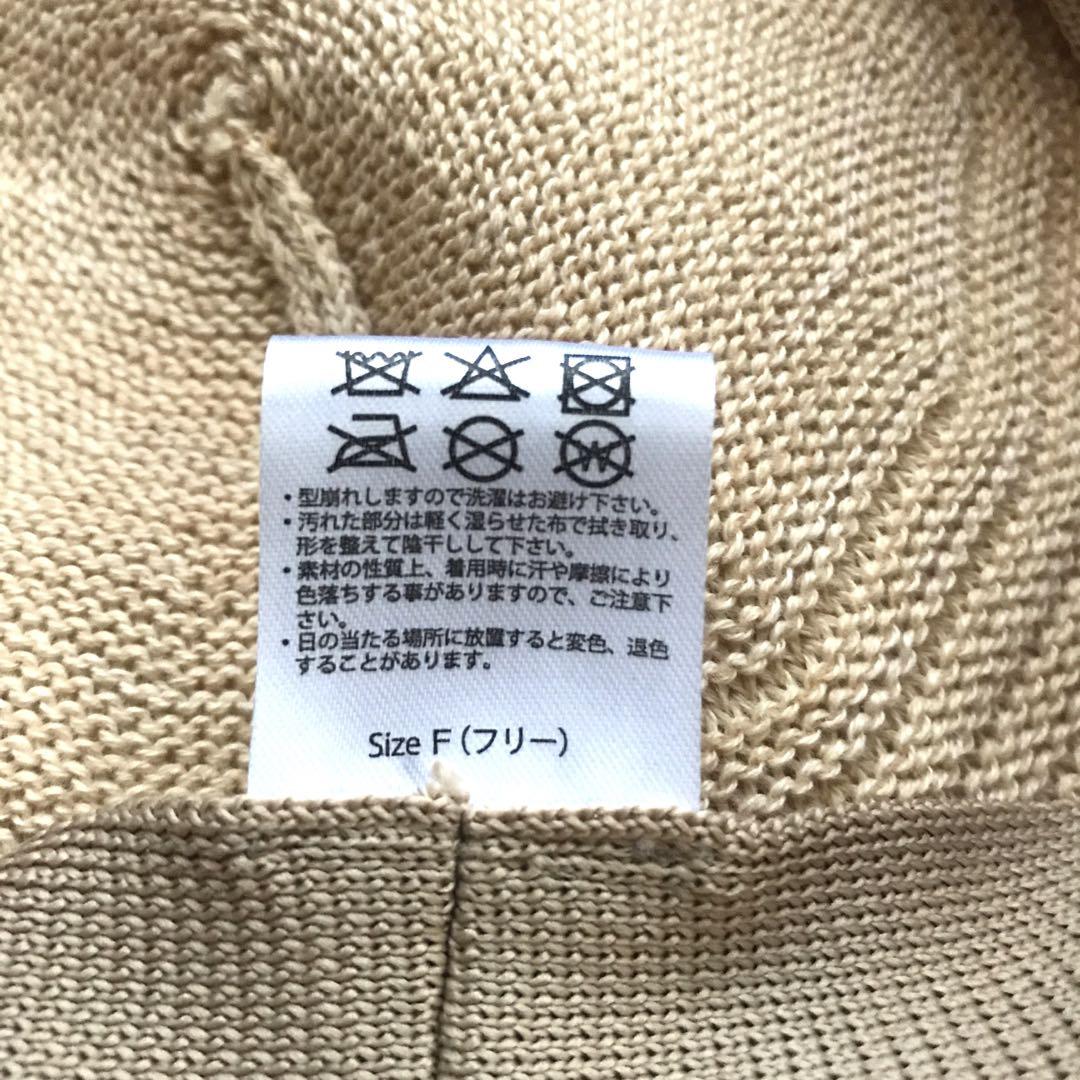 ・型崩れしますので洗濯はお避け下さい。
・汚れた部分は軽く湿らせた布で拭き取り、
形を整えて陰干しして下さい。
・素材の性質上、着用時に汗や摩擦により
色落ちする事がありますので、ご注意下
さい。
・日の当たる場所に放置すると変色、退色
することがあります。
Size F（フリー）